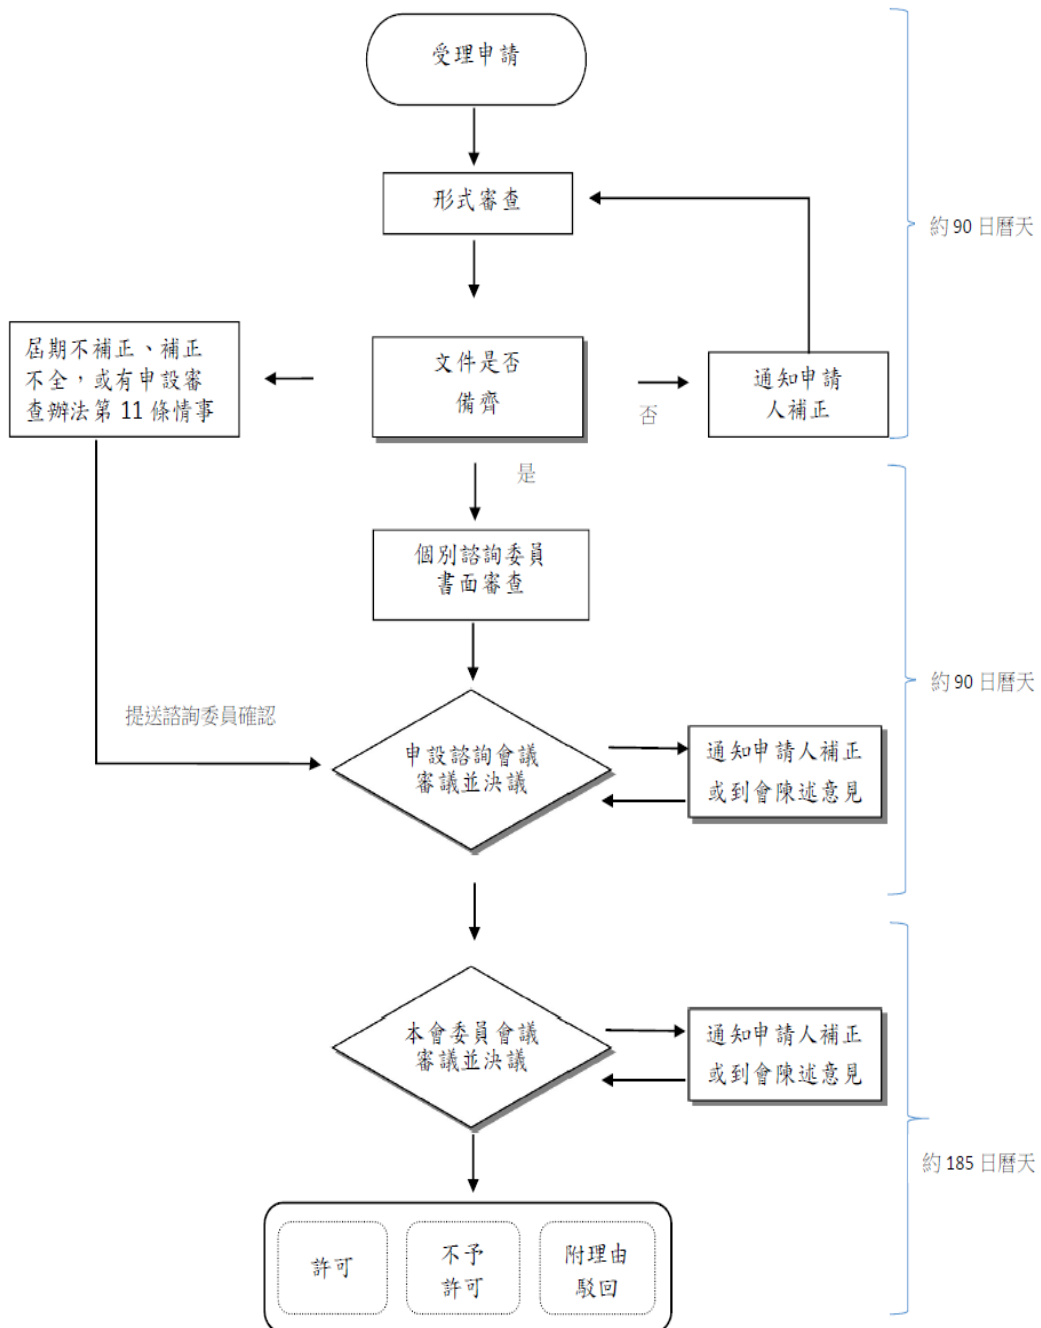 受理申請
形式審查
約 90 日曆天
屆期不補正、補正
不全，或有申設審
查辦法第 11 條情事
文件是否
備齊
否
通知申請
人補正
是
個別諮詢委員
書面審查
約 90 日曆天
提送諮詢委員確認
申設諮詢會議
審議並決議
通知申請人補正
或到會陳述意見
本會委員會議
審議並決議
通知申請人補正
或到會陳述意見
約 185 日曆天
許可
不予
許可
附理由
駁回